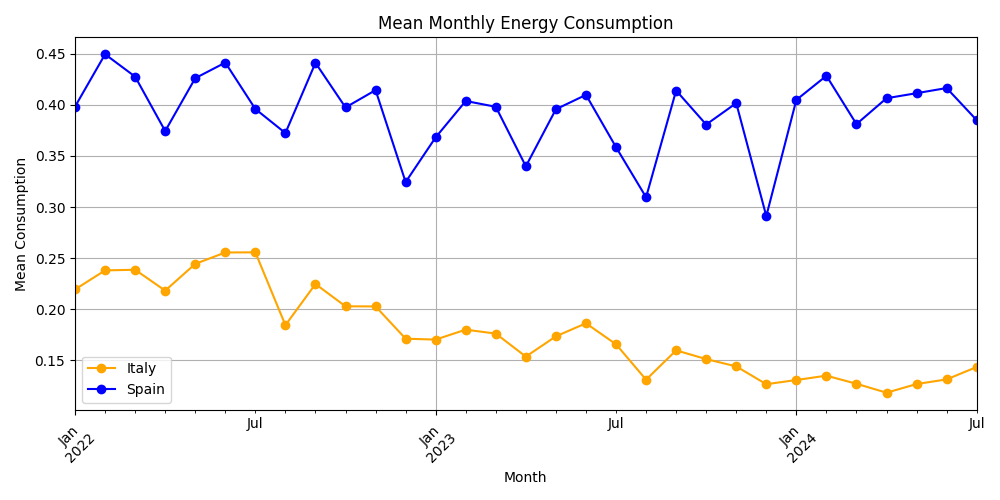 Mean Monthly Energy Consumption
Mean Consumption
0.45
0.40
0.35
0.30
0.25
0.20
0.15
Italy
Spain
Jan
2022
Jul
Jan
2023
Jul
Jan
2024
Jul
Month